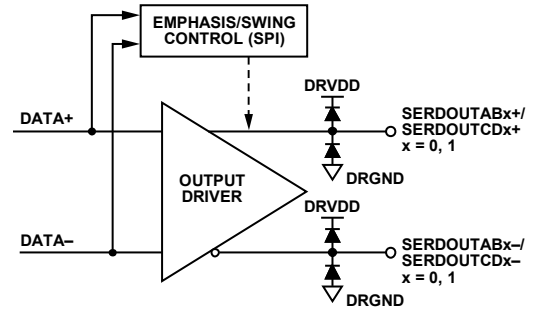 EMPHASIS/SWING
CONTROL (SPI)
DRVDD
DATA+
SERDOUTABx+/
SERDOUTCDx+
x = 0, 1
OUTPUT
DRIVER
DRGND
DRVDD
DATA–
SERDOUTABx–/
SERDOUTCDx–
x = 0, 1
DRGND